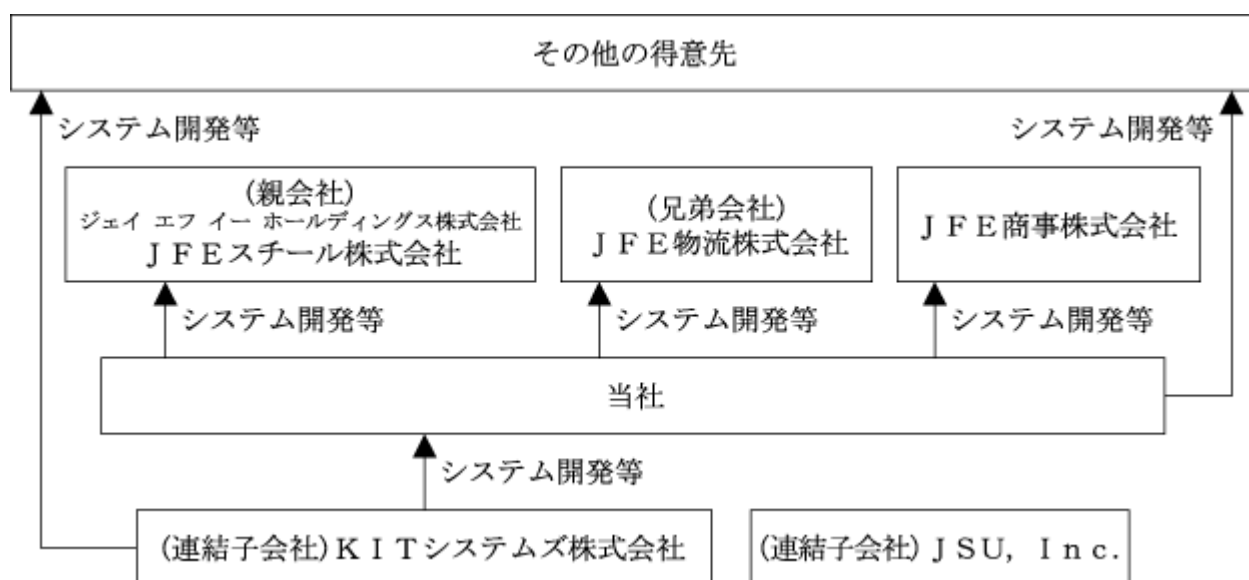 その他の得意先
システム開発等
システム開発等
(親会社)
ジェイ エフ イー ホールディングス株式会社
ＪＦＥスチール株式会社
(兄弟会社)
ＪＦＥ物流株式会社
ＪＦＥ商事株式会社
システム開発等
システム開発等
システム開発等
当社
システム開発等
(連結子会社)ＫＩＴシステムズ株式会社
(連結子会社)ＪＳＵ, Ｉｎｃ.